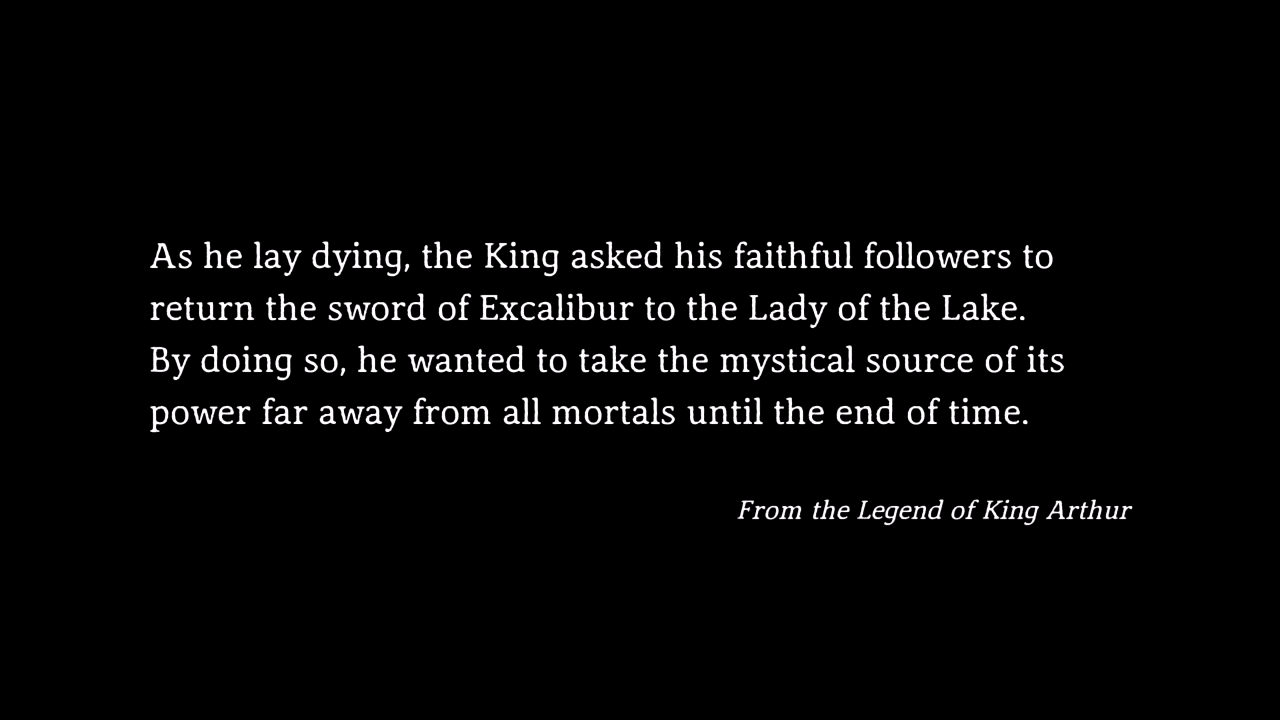 As he lay dying, the King asked his faithful followers to
return the sword of Excalibur to the Lady of the Lake.
By doing so, he wanted to take the mystical source of its
power far away from all mortals until the end of time.
From the Legend of King Arthur